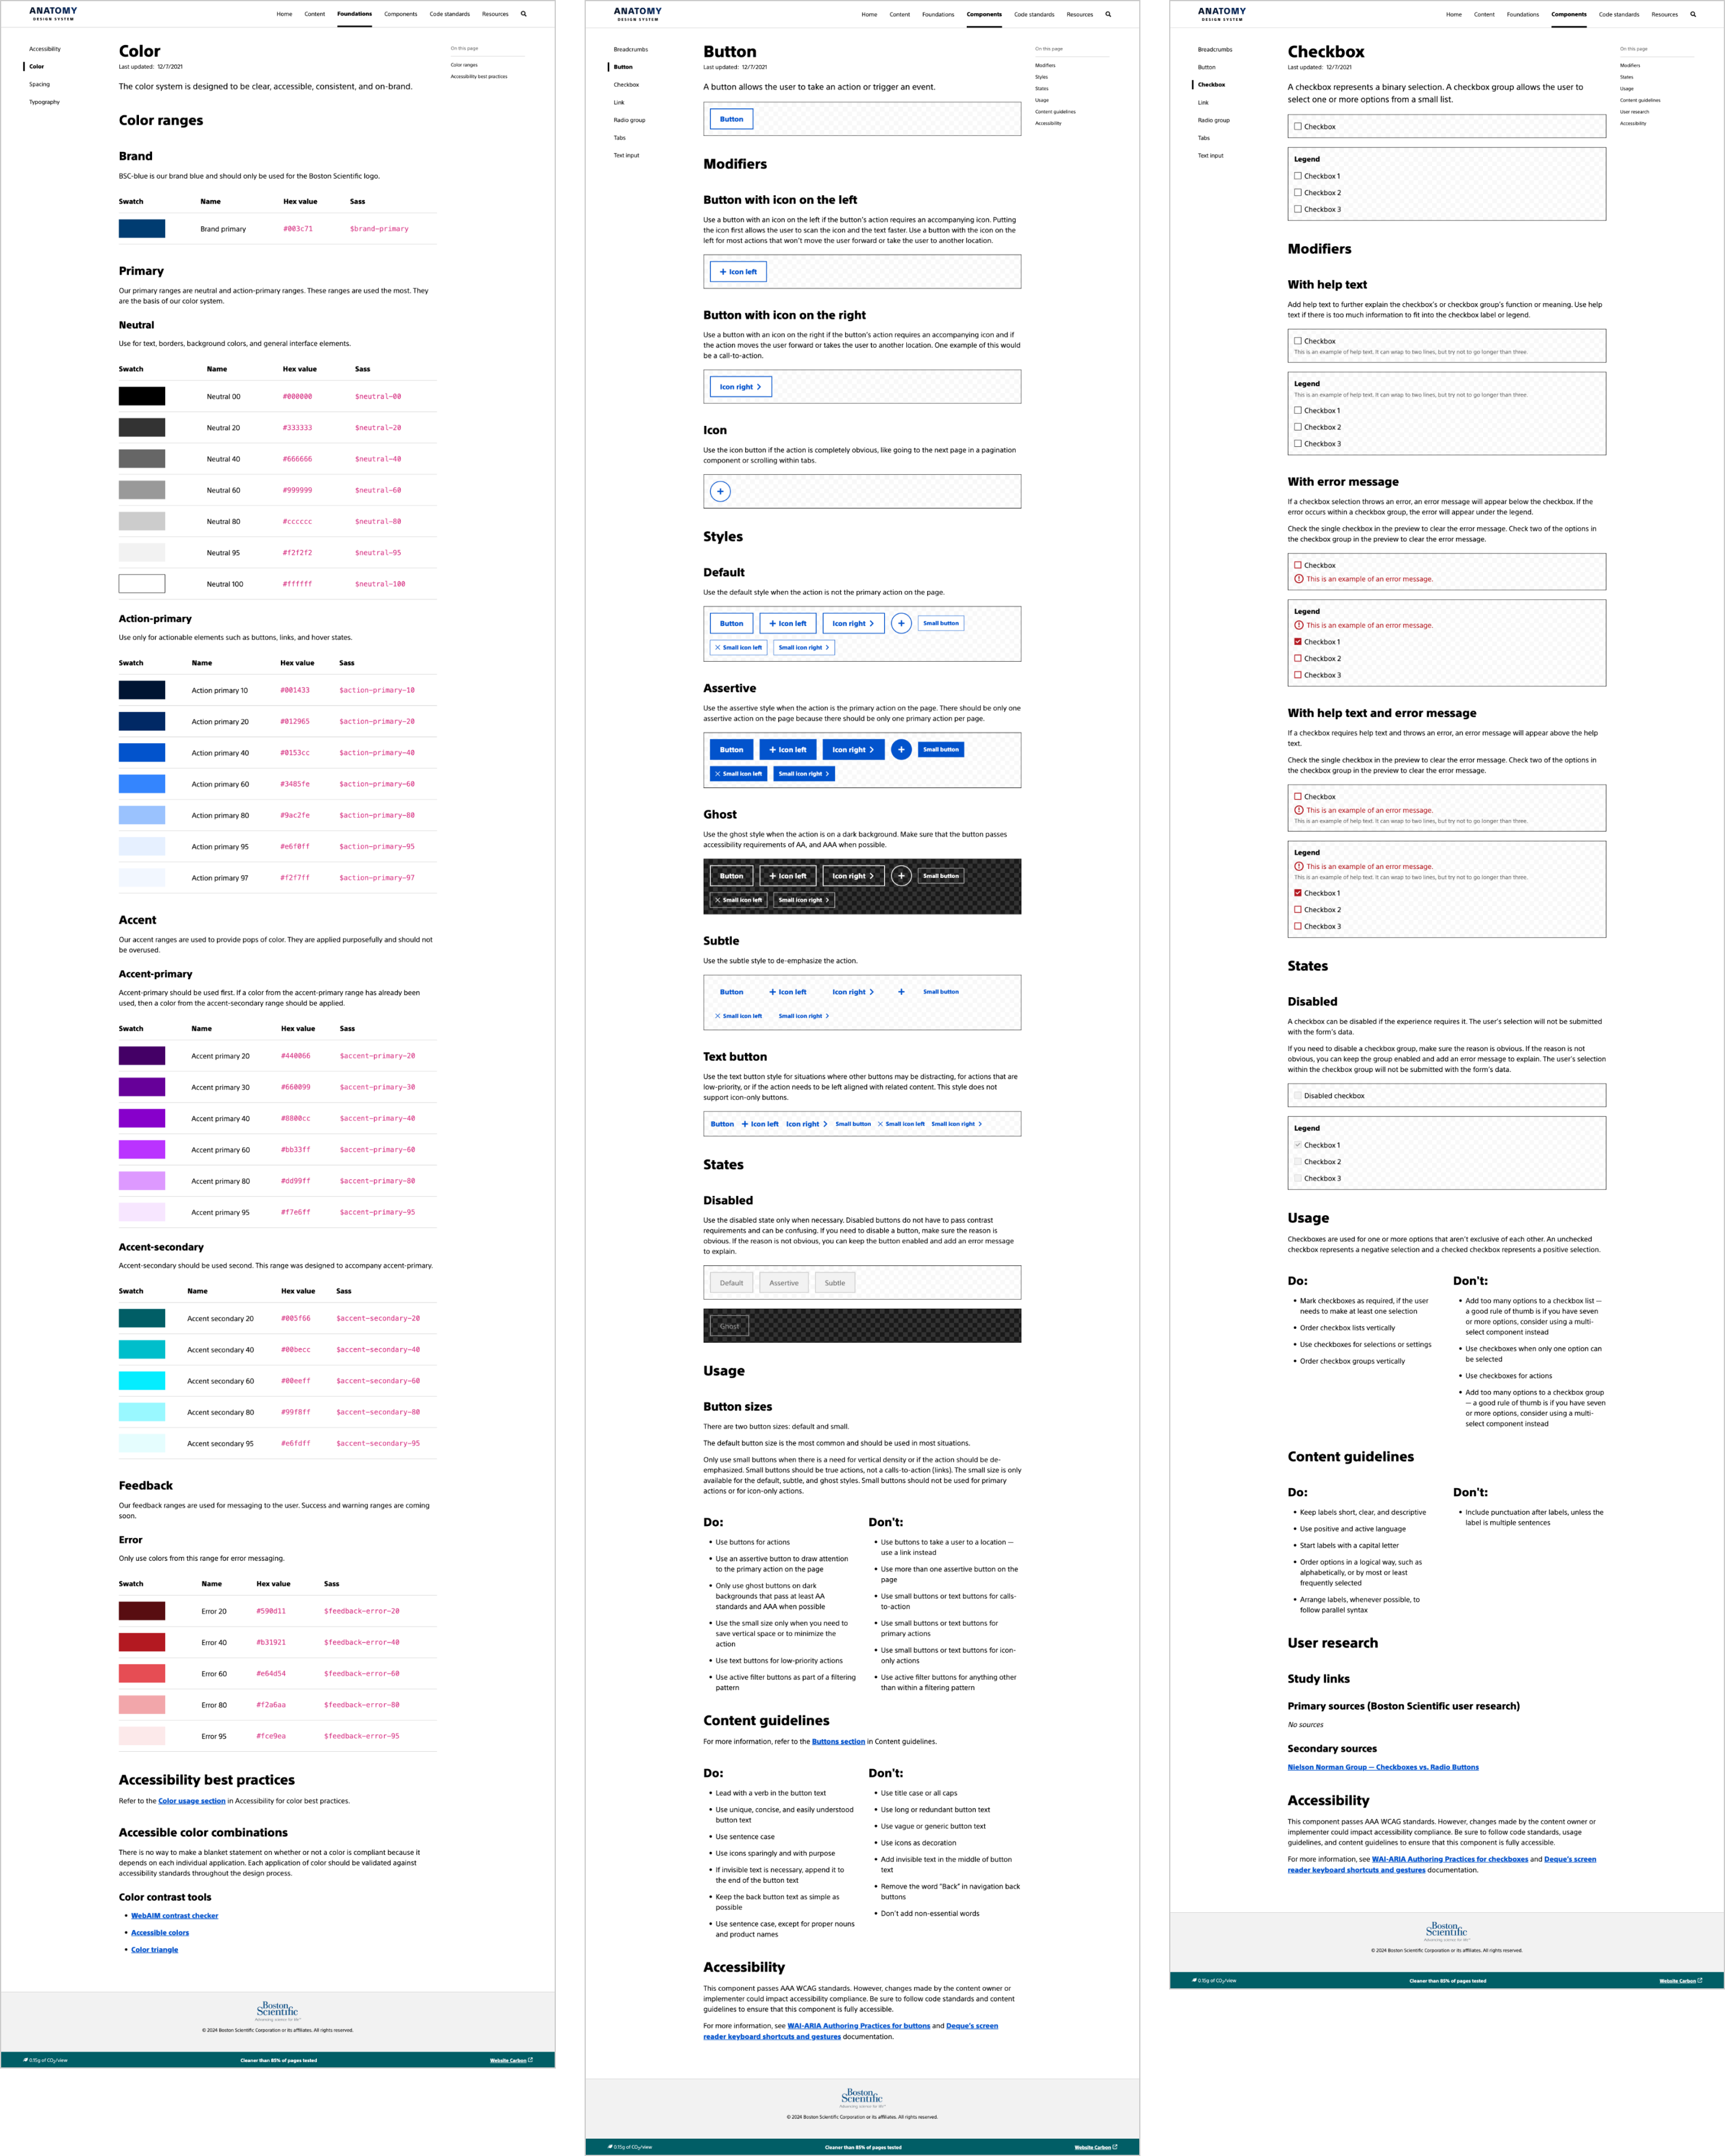 ANATOMY
DESIGN SYSTEM
Home Content Foundations Components Code standards Resources
Accessibility
Color
Spacing
Typography
Color
Last updated: 12/7/2021
The color system is designed to be clear, accessible, consistent, and on-brand.
On this page
Color ranges
Accessibility best practices
Color ranges
Brand
BSC-blue is our brand blue and should only be used for the Boston Scientific logo.
Swatch Name Hex value Sass
Brand primary #003c71 $brand-primary
Primary
Our primary ranges are neutral and action-primary ranges. These ranges are used the most. They
are the basis of our color system.
Neutral
Use for text, borders, background colors, and general interface elements.
Swatch Name Hex value Sass
Neutral 00 #000000 $neutral-00
Neutral 20 #333333 $neutral-20
Neutral 40 #666666 $neutral-40
Neutral 60 #999999 $neutral-60
Neutral 80 #cccccc $neutral-80
Neutral 95 #f2f2f2 $neutral-95
Neutral 100 #ffffff $neutral-100
Action-primary
Use only for actionable elements such as buttons, links, and hover states.
Swatch Name Hex value Sass
Action primary 10 #001433 $action-primary-10
Action primary 20 #012965 $action-primary-20
Action primary 40 #0153cc $action-primary-40
Action primary 60 #3485fe $action-primary-60
Action primary 80 #9ac2fe $action-primary-80
Action primary 95 #e6f0ff $action-primary-95
Action primary 97 #f2f7ff $action-primary-97
Accent
Our accent ranges are used to provide pops of color. They are applied purposefully and should not
be overused.
Accent-primary
Accent-primary should be used first. If a color from the accent-primary range has already been
used, then a color from the accent-secondary range should be applied.
Swatch Name Hex value Sass
Accent primary 20 #440066 $accent-primary-20
Accent primary 30 #660099 $accent-primary-30
Accent primary 40 #8800cc $accent-primary-40
Accent primary 60 #bb33ff $accent-primary-60
Accent primary 80 #dd99ff $accent-primary-80
Accent primary 95 #f7e6ff $accent-primary-95
Accent-secondary
Accent-secondary should be used second. This range was designed to accompany accent-primary.
Swatch Name Hex value Sass
Accent secondary 20 #005f66 $accent-secondary-20
Accent secondary 40 #00becc $accent-secondary-40
Accent secondary 60 #00eeff $accent-secondary-60
Accent secondary 80 #99f8ff $accent-secondary-80
Accent secondary 95 #e6fdff $accent-secondary-95
Feedback
Our feedback ranges are used for messaging to the user. Success and warning ranges are coming
soon.
Error
Only use colors from this range for error messaging.
Swatch Name Hex value Sass
Error 20 #590d11 $feedback-error-20
Error 40 #b31921 $feedback-error-40
Error 60 #e64d54 $feedback-error-60
Error 80 #f2a6aa $feedback-error-80
Error 95 #fce9ea $feedback-error-95
Accessibility best practices
Refer to the Color usage section in Accessibility for color best practices.
Accessible color combinations
There is no way to make a blanket statement on whether or not a color is compliant because it
depends on each individual application. Each application of color should be validated against
accessibility standards throughout the design process.
Color contrast tools
• WebAIM contrast checker
• Accessible colors
• Color triangle
Boston
Scientific
Advancing science for life™
© 2024 Boston Scientific Corporation or its affiliates. All rights reserved.
0.15g of CO₂/view Cleaner than 85% of pages tested Website Carbon
ANATOMY
DESIGN SYSTEM
Home Content Foundations Components Code standards Resources
Breadcrumbs
Button
Checkbox
Link
Radio group
Tabs
Text input
Button
Last updated: 12/7/2021
A button allows the user to take an action or trigger an event.
On this page
Modifiers
Styles
States
Usage
Content guidelines
Accessibility
Button
Modifiers
Button with icon on the left
Use a button with an icon on the left if the button's action requires an accompanying icon. Putting
the icon first allows the user to scan the icon and the text faster. Use a button with the icon on the
left for most actions that won't move the user forward or take the user to another location.
Icon left
Button with icon on the right
Use a button with an icon on the right if the button's action requires an accompanying icon and if
the action moves the user forward or takes the user to another location. One example of this would
be a call-to-action.
Icon right
Icon
Use the icon button if the action is completely obvious, like going to the next page in a pagination
component or scrolling within tabs.
Styles
Default
Use the default style when the action is not the primary action on the page.
Button Icon left Icon right Small button
Small icon left Small icon right
Assertive
Use the assertive style when the action is the primary action on the page. There should be only one
assertive action on the page because there should be only one primary action per page.
Button Icon left Icon right Small button
Small icon left Small icon right
Ghost
Use the ghost style when the action is on a dark background. Make sure that the button passes
accessibility requirements of AA, and AAA when possible.
Button Icon left Icon right Small button
Small icon left Small icon right
Subtle
Use the subtle style to de-emphasize the action.
Button Icon left Icon right Small button
Small icon left Small icon right
Text button
Use the text button style for situations where other buttons may be distracting, for actions that are
low-priority, or if the action needs to be left aligned with related content. This style does not
support icon-only buttons.
Button Icon left Icon right Small button Small icon left Small icon right
States
Disabled
Use the disabled state only when necessary. Disabled buttons do not have to pass contrast
requirements and can be confusing. If you need to disable a button, make sure the reason is
obvious. If the reason is not obvious, you can keep the button enabled and add an error message
to explain.
Default Assertive Subtle
Ghost
Usage
Button sizes
There are two button sizes: default and small.
The default button size is the most common and should be used in most situations.
Only use small buttons when there is a need for vertical density or if the action should be de-
emphasized. Small buttons should be true actions, not a calls-to-action (links). The small size is only
available for the default, subtle, and ghost styles. Small buttons should not be used for primary
actions or for icon-only actions.
Do:
• Use buttons for actions
• Use an assertive button to draw attention
to the primary action on the page
• Only use ghost buttons on dark
backgrounds that pass at least AA
standards and AAA when possible
• Use the small size only when you need to
save vertical space or to minimize the
action
• Use text buttons for low-priority actions
• Use active filter buttons as part of a filtering
pattern
Don't:
• Use buttons to take a user to a location —
use a link instead
• Use more than one assertive button on the
page
• Use small buttons or text buttons for calls-
to-action
• Use small buttons or text buttons for
primary actions
• Use small buttons or text buttons for icon-
only actions
• Use active filter buttons for anything other
than within a filtering pattern
Content guidelines
For more information, refer to the Buttons section in Content guidelines.
Do:
• Lead with a verb in the button text
• Use unique, concise, and easily understood
button text
• Use sentence case
• Use icons sparingly and with purpose
• If invisible text is necessary, append it to
the end of the button text
• Keep the back button text as simple as
possible
• Use sentence case, except for proper nouns
and product names
Don't:
• Use title case or all caps
• Use long or redundant button text
• Use vague or generic button text
• Use icons as decoration
• Add invisible text in the middle of button
text
• Remove the word "Back" in navigation back
buttons
• Don't add non-essential words
Accessibility
This component passes AAA WCAG standards. However, changes made by the content owner or
implementer could impact accessibility compliance. Be sure to follow code standards and content
guidelines to ensure that this component is fully accessible.
For more information, see WAI-ARIA Authoring Practices for buttons and Deque's screen
reader keyboard shortcuts and gestures documentation.
Boston
Scientific
Advancing science for life™
© 2024 Boston Scientific Corporation or its affiliates. All rights reserved.
0.15g of CO₂/view Cleaner than 85% of pages tested Website Carbon
ANATOMY
DESIGN SYSTEM
Home Content Foundations Components Code standards Resources
Breadcrumbs
Button
Checkbox
Link
Radio group
Tabs
Text input
Checkbox
Last updated: 12/7/2021
A checkbox represents a binary selection. A checkbox group allows the user to
select one or more options from a small list.
On this page
Modifiers
States
Usage
Content guidelines
User research
Accessibility
Checkbox
Legend
Checkbox 1
Checkbox 2
Checkbox 3
Modifiers
With help text
Add help text to further explain the checkbox's or checkbox group's function or meaning. Use help
text if there is too much information to fit into the checkbox label or legend.
Checkbox
This is an example of help text. It can wrap to two lines, but try not to go longer than three.
Legend
This is an example of help text. It can wrap to two lines, but try not to go longer than three.
Checkbox 1
Checkbox 2
Checkbox 3
With error message
If a checkbox selection throws an error, an error message will appear below the checkbox. If the
error occurs within a checkbox group, the error will appear under the legend.
Check the single checkbox in the preview to clear the error message. Check two of the options in
the checkbox group in the preview to clear the error message.
Checkbox
This is an example of an error message.
Legend
This is an example of an error message.
Checkbox 1
Checkbox 2
Checkbox 3
With help text and error message
If a checkbox requires help text and throws an error, an error message will appear above the help
text.
Check the single checkbox in the preview to clear the error message. Check two of the options in
the checkbox group in the preview to clear the error message.
Checkbox
This is an example of an error message.
This is an example of help text. It can wrap to two lines, but try not to go longer than three.
Legend
This is an example of an error message.
This is an example of help text. It can wrap to two lines, but try not to go longer than three.
Checkbox 1
Checkbox 2
Checkbox 3
States
Disabled
A checkbox can be disabled if the experience requires it. The user's selection will not be submitted
with the form's data.
If you need to disable a checkbox group, make sure the reason is obvious. If the reason is not
obvious, you can keep the group enabled and add an error message to explain. The user's selection
within the checkbox group will not be submitted with the form's data.
Disabled checkbox
Legend
Checkbox 1
Checkbox 2
Checkbox 3
Usage
Checkboxes are used for one or more options that aren't exclusive of each other. An unchecked
checkbox represents a negative selection and a checked checkbox represents a positive selection.
Do:
• Mark checkboxes as required, if the user
needs to make at least one selection
• Order checkbox lists vertically
• Use checkboxes for selections or settings
• Order checkbox groups vertically
Don't:
• Add too many options to a checkbox list —
a good rule of thumb is if you have seven
or more options, consider using a multi-
select component instead
• Use checkboxes when only one option can
be selected
• Use checkboxes for actions
• Add too many options to a checkbox group
— a good rule of thumb is if you have seven
or more options, consider using a multi-
select component instead
Content guidelines
Do:
• Keep labels short, clear, and descriptive
• Use positive and active language
• Start labels with a capital letter
• Order options in a logical way, such as
alphabetically, or by most or least
frequently selected
• Arrange labels, whenever possible, to
follow parallel syntax
Don't:
• Include punctuation after labels, unless the
label is multiple sentences
User research
Study links
Primary sources (Boston Scientific user research)
No sources
Secondary sources
Nielson Norman Group — Checkboxes vs. Radio Buttons
Accessibility
This component passes AAA WCAG standards. However, changes made by the content owner or
implementer could impact accessibility compliance. Be sure to follow code standards, usage
guidelines, and content guidelines to ensure that this component is fully accessible.
For more information, see WAI-ARIA Authoring Practices for checkboxes and Deque's screen
reader keyboard shortcuts and gestures documentation.
Boston
Scientific
Advancing science for life™
© 2024 Boston Scientific Corporation or its affiliates. All rights reserved.
0.10g of CO₂/view Cleaner than 85% of pages tested Website Carbon